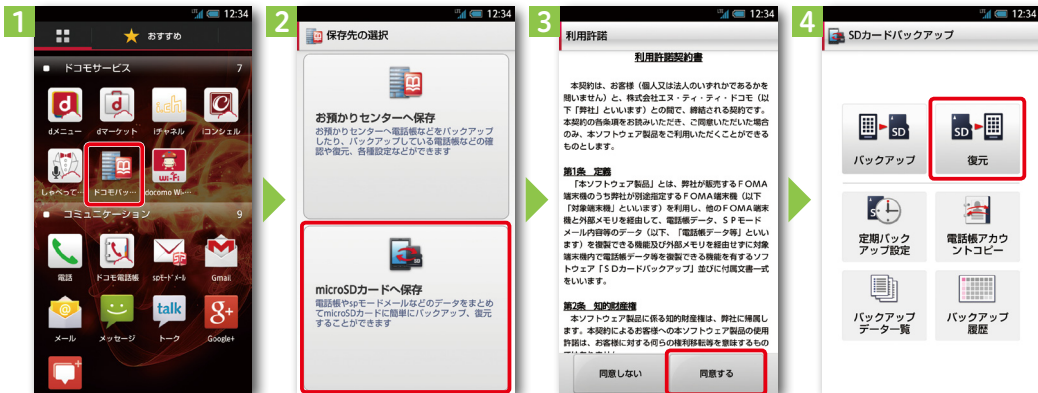 1
12:34
おすすめ
ドコモサービス 7
dメニュー dマーケット iチャネル iコンシェル
しゃべって… ドコモバッ… docomo Wi-…
コミュニケーション 9
電話 ドコモ電話帳 spモードメール Gmail
メール メッセージ トーク Google+
2
12:34
保存先の選択
お預かりセンターへ保存
お預かりセンターへ電話帳などをバックアップ
したり、バックアップしている電話帳などの確
認や復元、各種設定などができます
microSDカードへ保存
電話帳やspモードメールなどのデータをまとめ
てmicroSDカードに簡単にバックアップ、復元
することができます
3
12:34
利用許諾
利用許諾契約書
本契約は、お客様（個人又は法人のいずれかであるかを
問いません）と、株式会社エヌ・ティ・ティ・ドコモ（以
下「弊社」といいます）との間で、締結される契約です。
本契約の各条項をお読みいただき、ご同意いただいた場合
のみ、本ソフトウェア製品をご利用いただくことができる
ものとします。
第1条 定義
「本ソフトウェア製品」とは、弊社が販売するＦＯＭＡ
端末機のうち弊社が別途指定するＦＯＭＡ端末機（以下
「対象端末機」といいます）を利用し、他のＦＯＭＡ端末
機と外部メモリを経由して、電話帳データ、ＳＰモード
メール内容等のデータ（以下、「電話帳データ等」といい
ます）を複製できる機能及び外部メモリを経由せずに対象
端末機内で電話帳データ等を複製できる機能を有するソフ
トウェア「ＳＤカードバックアップ」並びに付属文書一式
をいいます。
第2条 知的財産権
本ソフトウェア製品に係る知的財産権は、弊社に帰属し
ます。本契約によるお客様への本ソフトウェア製品の使用
許諾は、お客様に対する何らの権利移転等を意味するもの
同意しない 同意する
4
12:34
SDカードバックアップ
SD SD
バックアップ 復元
定期バック
アップ設定
電話帳アカウ
ントコピー
バックアップ
データ一覧
バックアップ
履歴